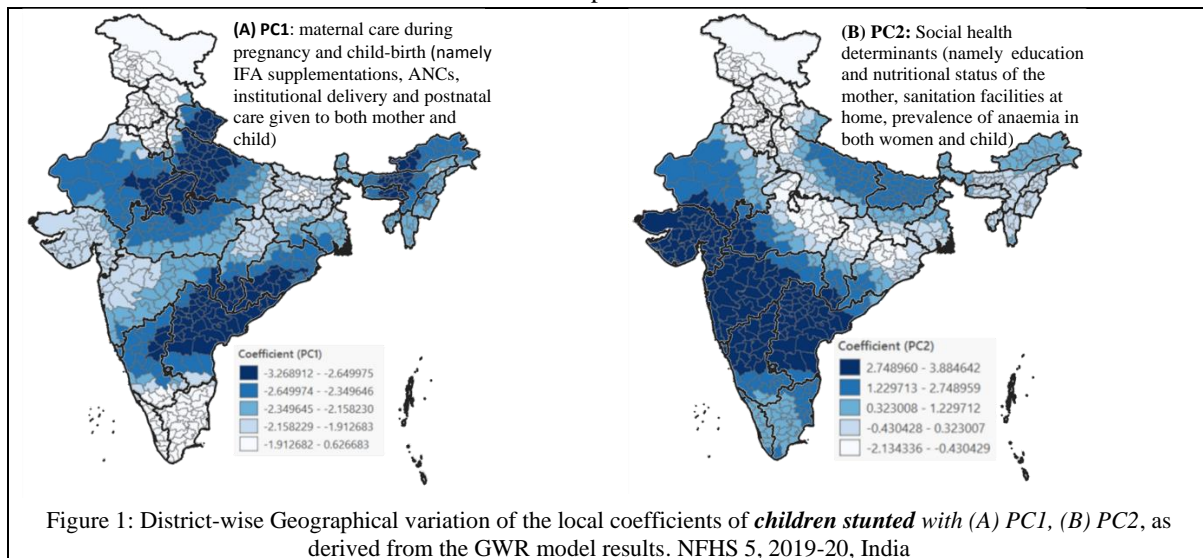 (A) PC1: maternal care during
pregnancy and child-birth (namely
IFA supplementations, ANCs,
institutional delivery and postnatal
care given to both mother and
child)
Coefficient (PC1)
-3.268912 - -2.649975
-2.649974 - -2.349646
-2.349645 - -2.158230
-2.158229 - -1.912683
-1.912682 - 0.626683
(B) PC2: Social health
determinants (namely education
and nutritional status of the
mother, sanitation facilities at
home, prevalence of anaemia in
both women and child)
Coefficient (PC2)
2.748960 - 3.884642
1.229713 - 2.748959
0.323008 - 1.229712
-0.430428 - 0.323007
-2.134336 - -0.430429
Figure 1: District-wise Geographical variation of the local coefficients of children stunted with (A) PC1, (B) PC2, as
derived from the GWR model results. NFHS 5, 2019-20, India